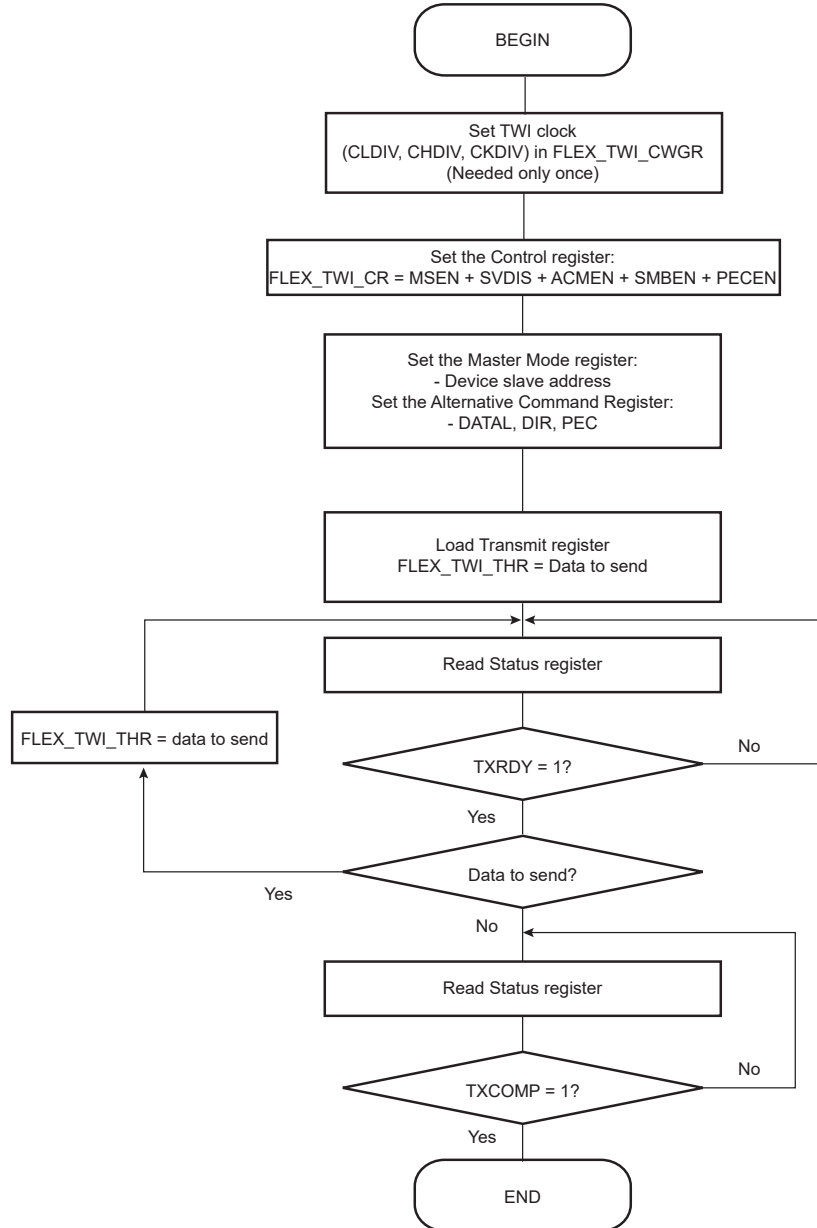 BEGIN
Set TWI clock
(CLDIV, CHDIV, CKDIV) in FLEX_TWI_CWGR
(Needed only once)
Set the Control register:
FLEX_TWI_CR = MSEN + SVDIS + ACMEN + SMBEN + PECEN
Set the Master Mode register:
- Device slave address
Set the Alternative Command Register:
- DATAL, DIR, PEC
Load Transmit register
FLEX_TWI_THR = Data to send
Read Status register
FLEX_TWI_THR = data to send
TXRDY = 1?
No
Yes
Data to send?
Yes
No
Read Status register
TXCOMP = 1?
No
Yes
END